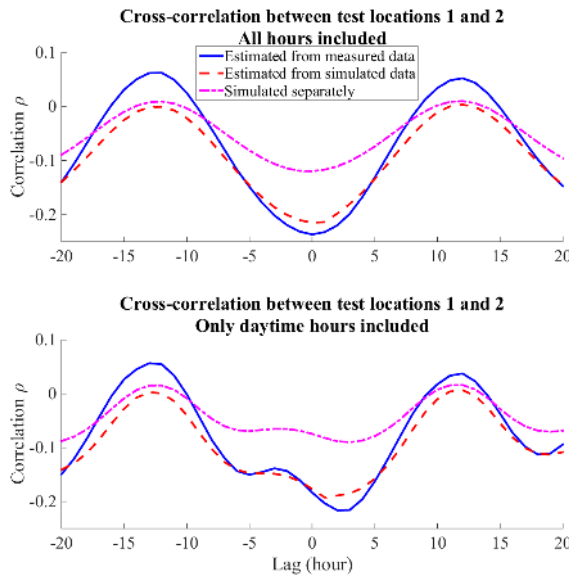 Cross-correlation between test locations 1 and 2
All hours included
0.1
0
-0.1
-0.2
Correlation ρ
Estimated from measured data
Estimated from simulated data
Simulated separately
-20 -15 -10 -5 0 5 10 15 20
Cross-correlation between test locations 1 and 2
Only daytime hours included
0.1
0
-0.1
-0.2
Correlation ρ
-20 -15 -10 -5 0 5 10 15 20
Lag (hour)